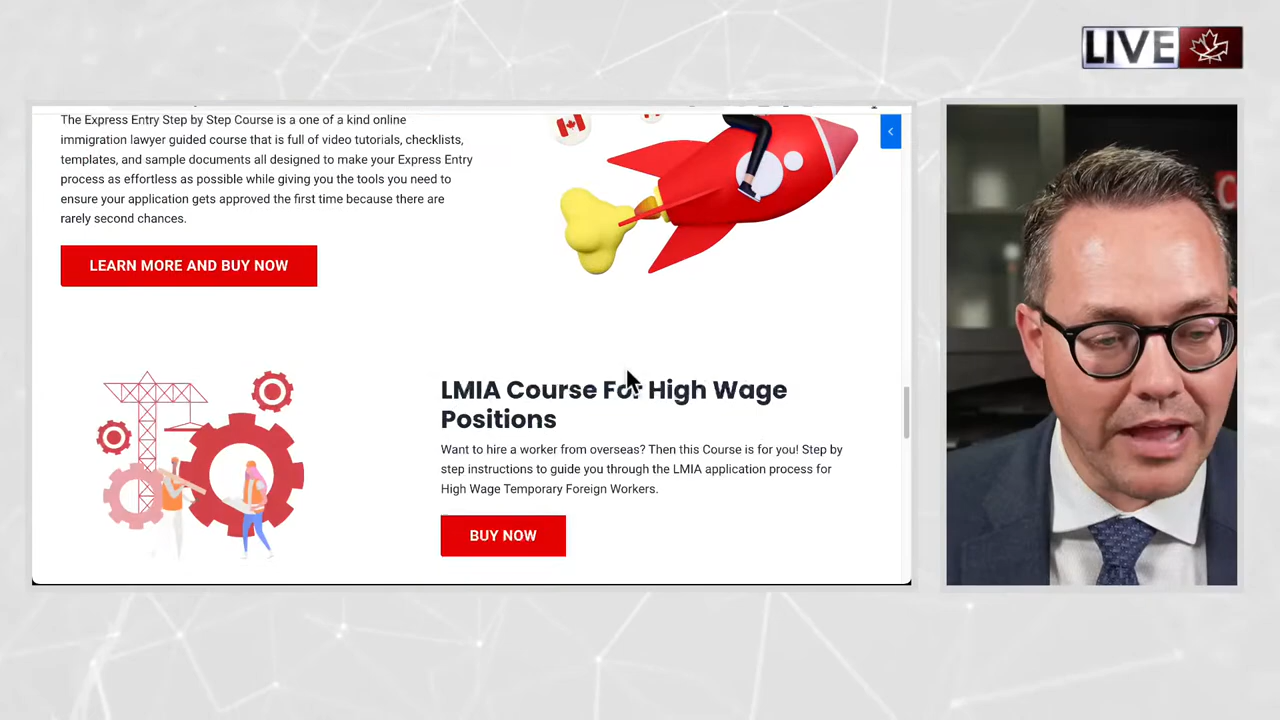 LIVE
The Express Entry Step by Step Course is a one of a kind online
immigration lawyer guided course that is full of video tutorials, checklists,
templates, and sample documents all designed to make your Express Entry
process as effortless as possible while giving you the tools you need to
ensure your application gets approved the first time because there are
rarely second chances.
LEARN MORE AND BUY NOW
LMIA Course For High Wage
Positions
Want to hire a worker from overseas? Then this Course is for you! Step by
step instructions to guide you through the LMIA application process for
High Wage Temporary Foreign Workers.
BUY NOW